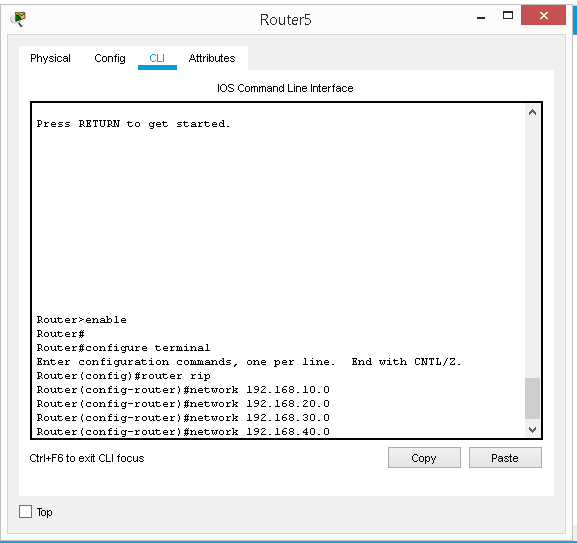 Router5
Physical Config CLI Attributes
IOS Command Line Interface
Press RETURN to get started.
Router>enable
Router#
Router#configure terminal
Enter configuration commands, one per line.  End with CNTL/Z.
Router(config)#router rip
Router(config-router)#network 192.168.10.0
Router(config-router)#network 192.168.20.0
Router(config-router)#network 192.168.30.0
Router(config-router)#network 192.168.40.0
Ctrl+F6 to exit CLI focus
Copy Paste
Top